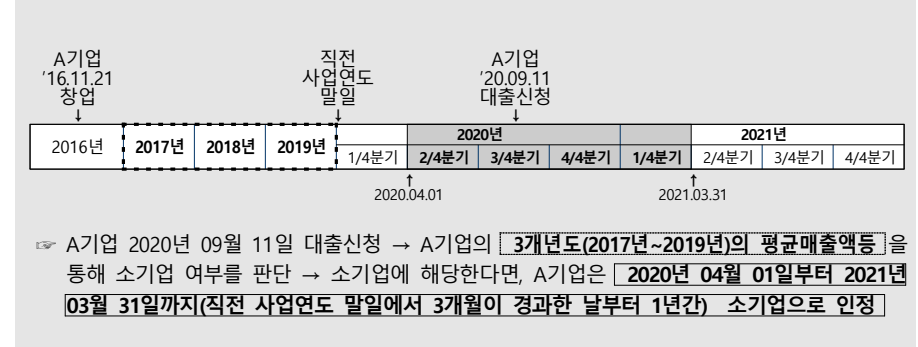 A기업
'16.11.21
창업
↓
직전
사업연도
말일
↓
A기업
'20.09.11
대출신청
↓
2016년 2017년 2018년 2019년 2020년 2021년
1/4분기 2/4분기 3/4분기 4/4분기 1/4분기 2/4분기 3/4분기 4/4분기
↑ ↑
2020.04.01 2021.03.31
☞ A기업 2020년 09월 11일 대출신청 → A기업의 3개년도(2017년~2019년)의 평균매출액등 을
통해 소기업 여부를 판단 → 소기업에 해당한다면, A기업은 2020년 04월 01일부터 2021년
03월 31일까지(직전 사업연도 말일에서 3개월이 경과한 날부터 1년간) 소기업으로 인정